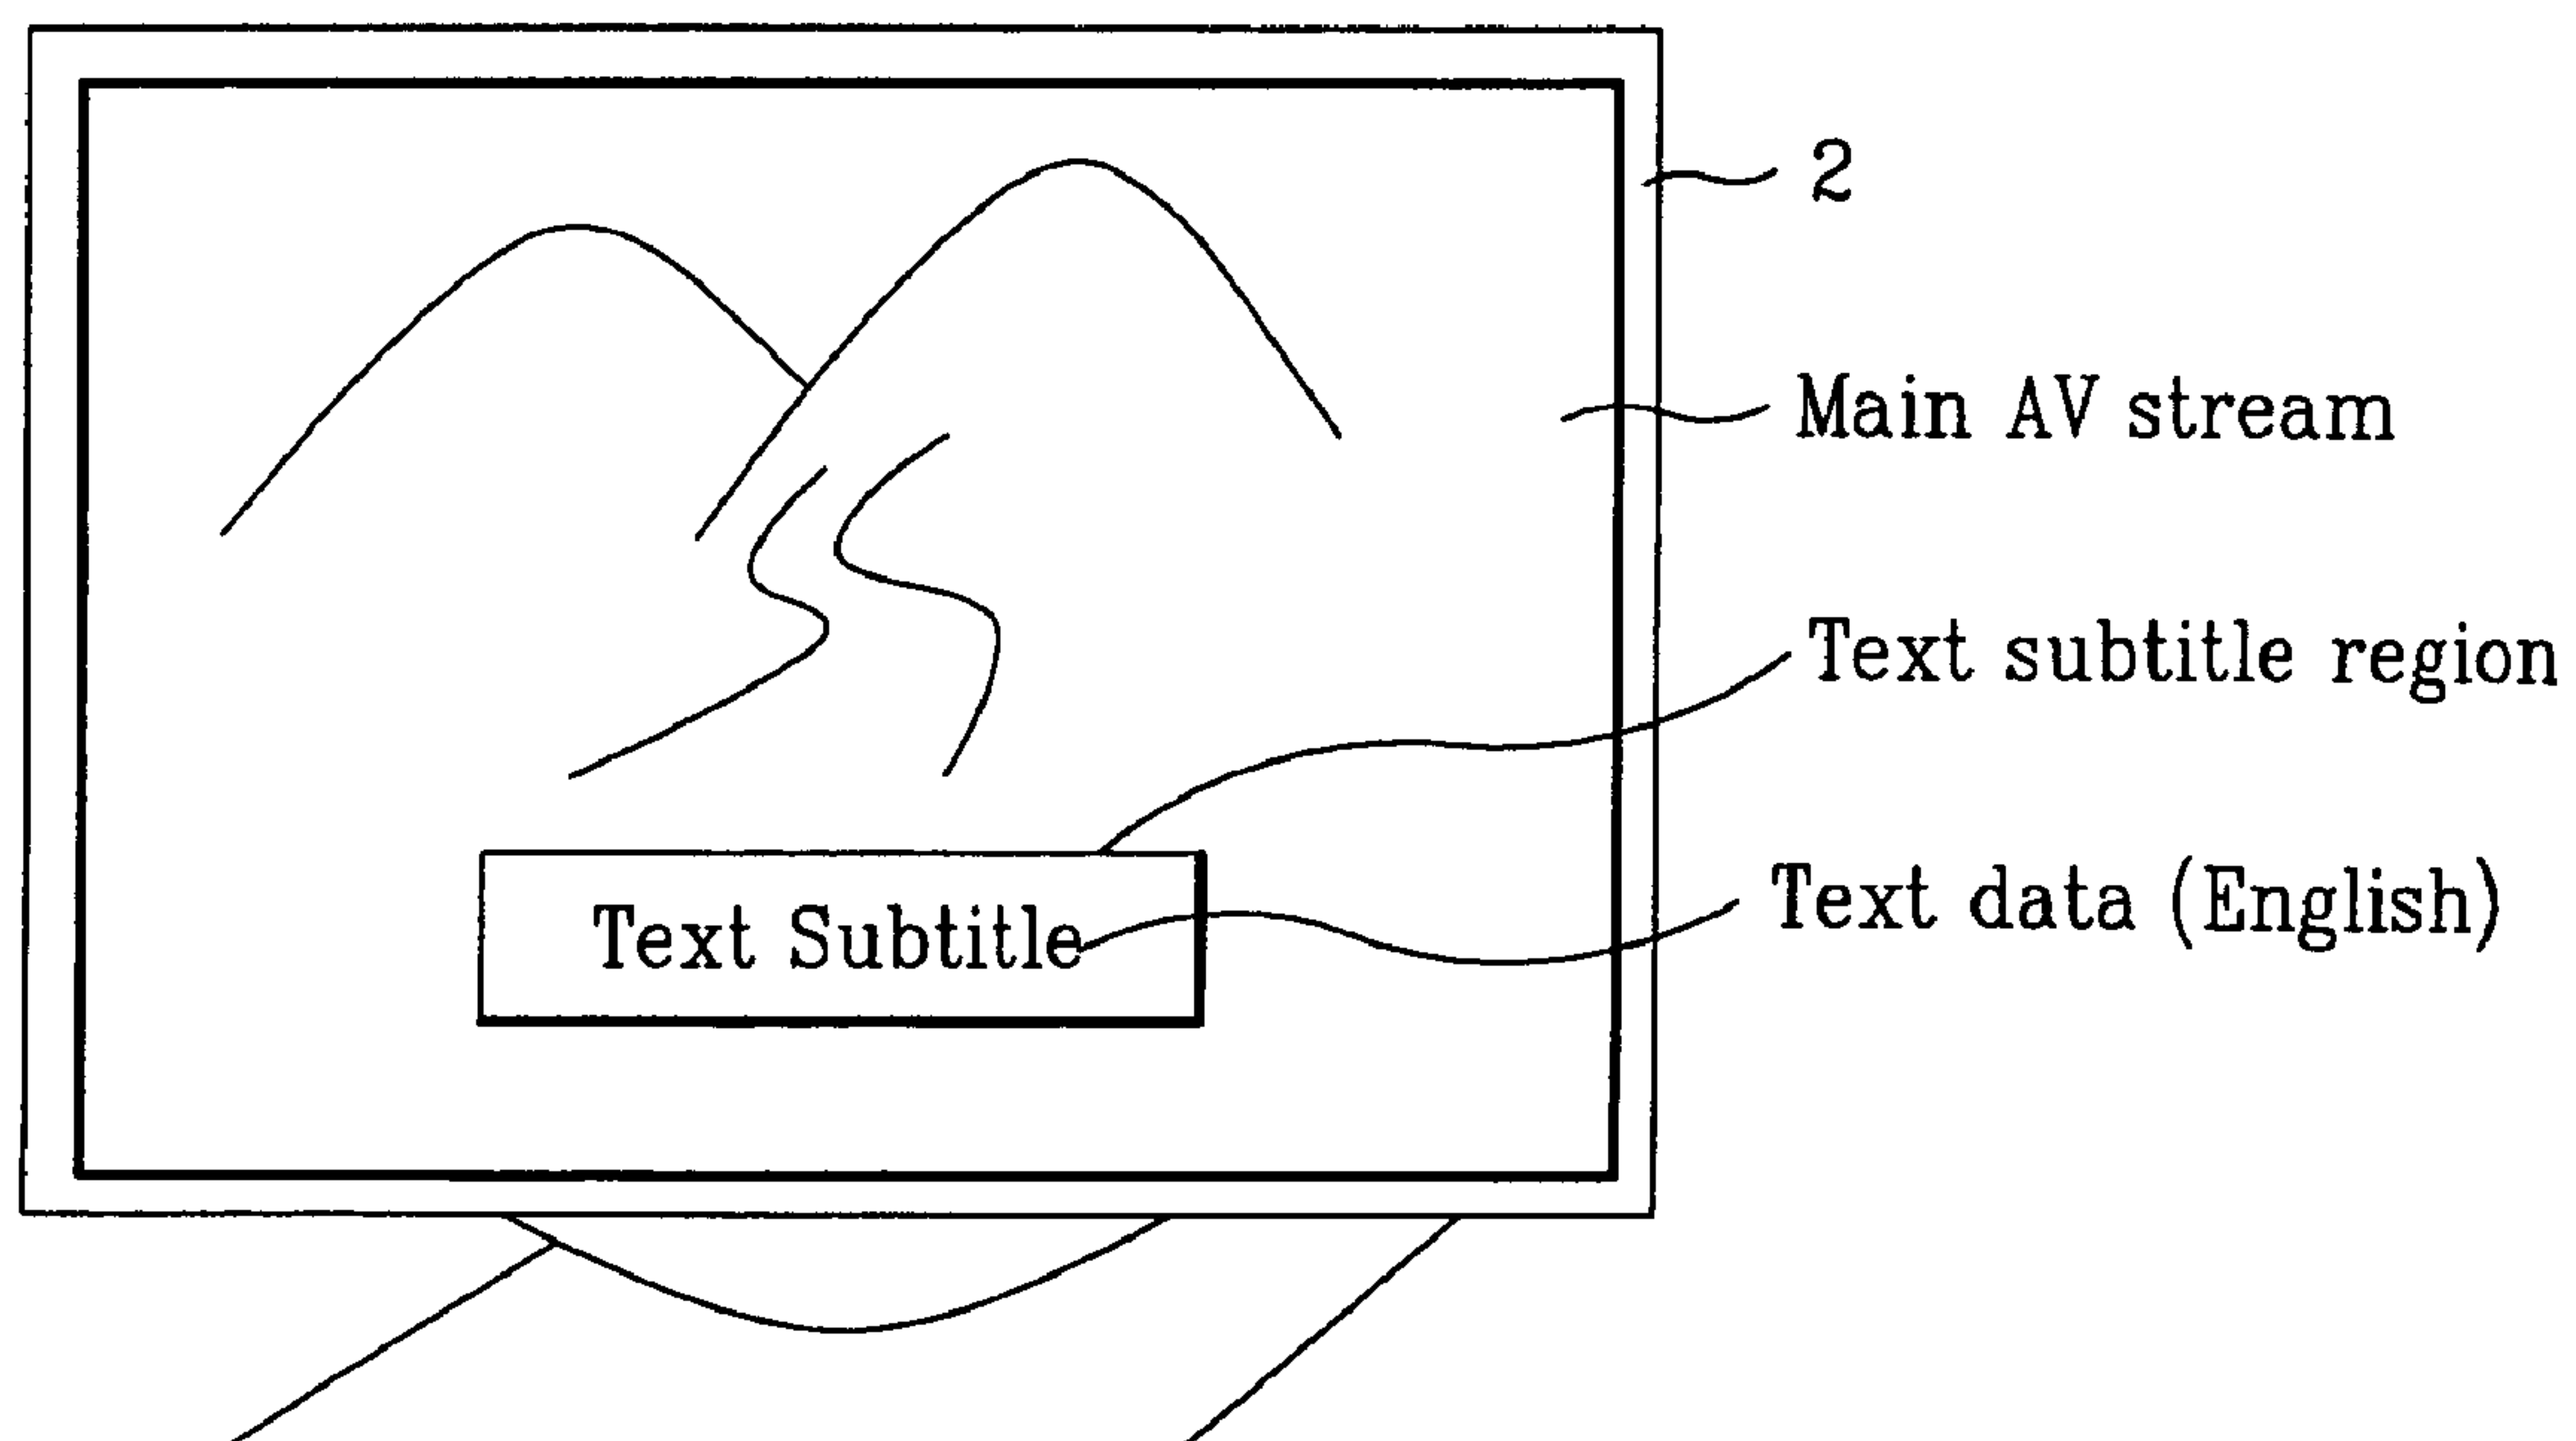 2
Main AV stream
Text subtitle region
Text data (English)
Text Subtitle